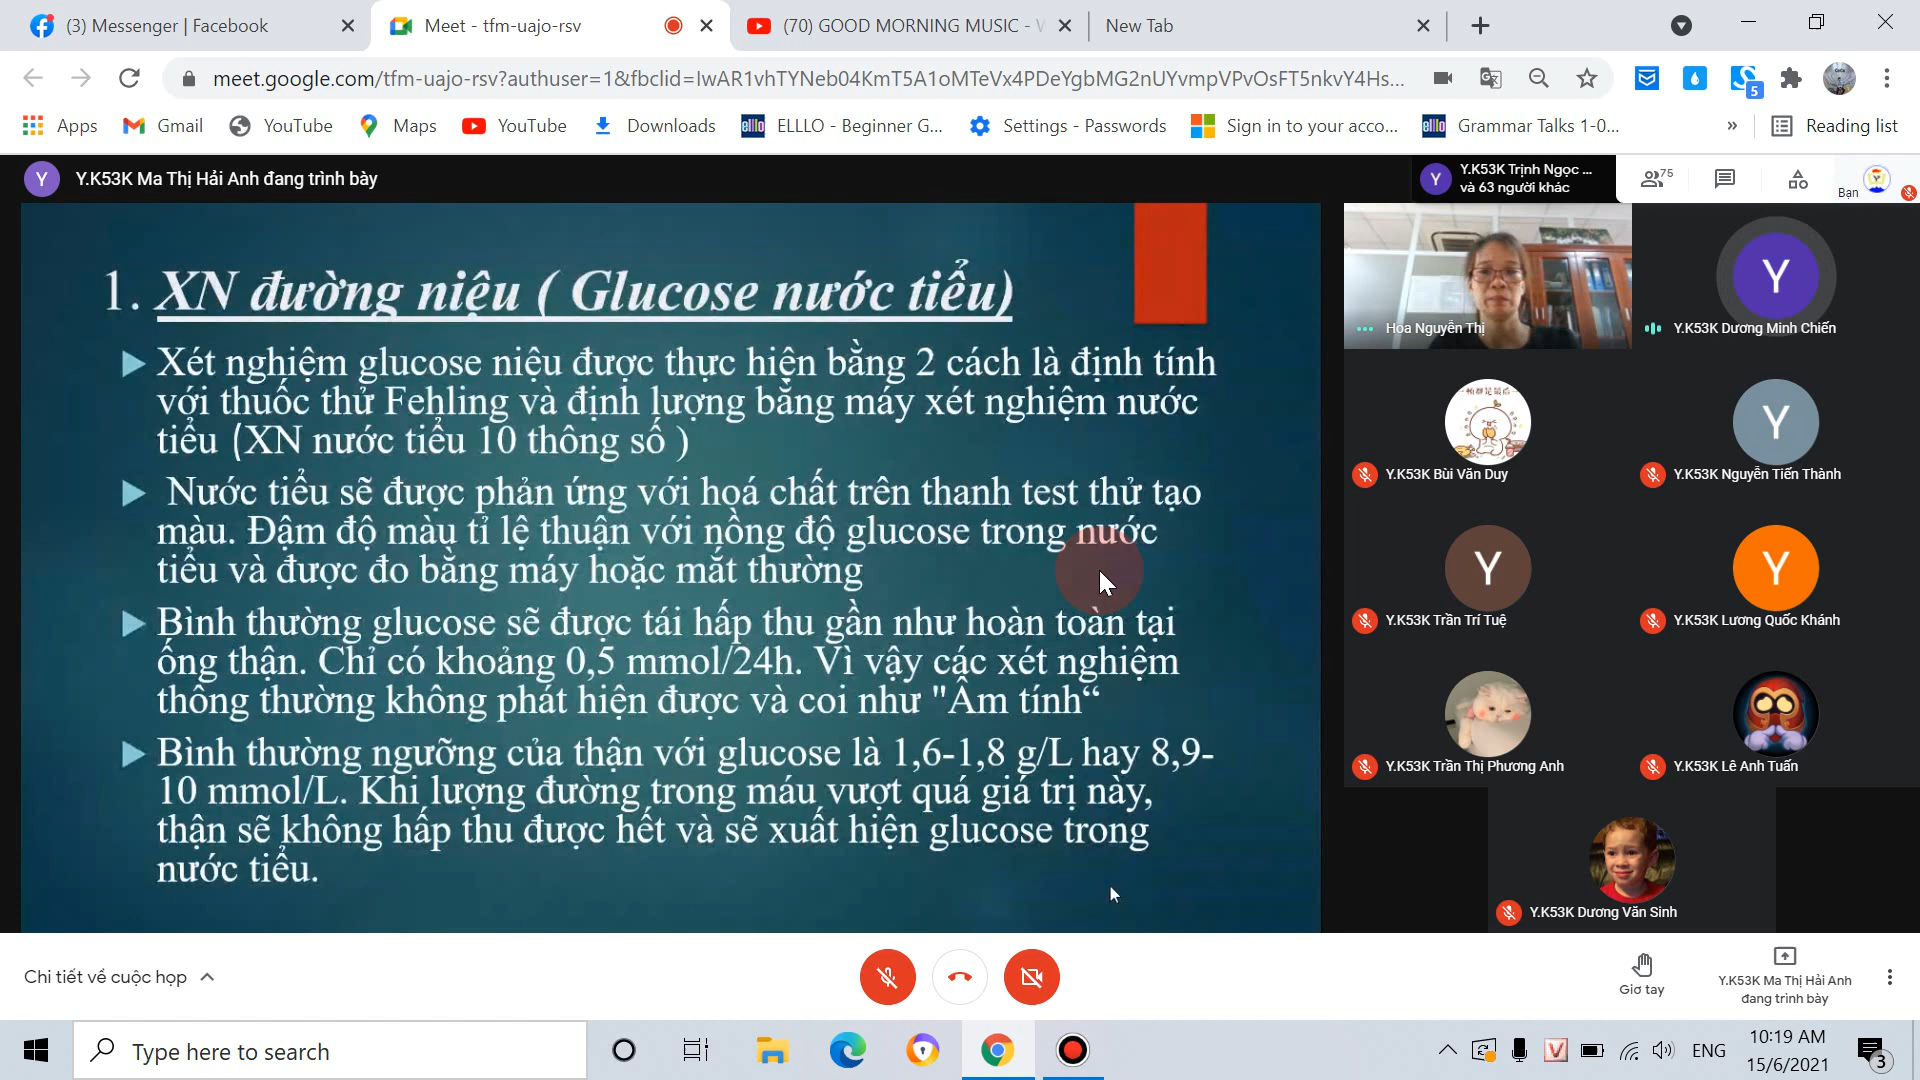 (3) Messenger | Facebook
Meet - tfm-uajo-rsv
(70) GOOD MORNING MUSIC -
New Tab
meet.google.com/tfm-uajo-rsv?authuser=1&fbclid=IwAR1vhTYNeb04KmT5A1oMTeVx4PDeYgbMG2nUYvmpVPvOsFT5nkvY4Hs...
5
Apps
Gmail
YouTube
Maps
YouTube
Downloads
elllo
ELLLO - Beginner G...
Settings - Passwords
Sign in to your acco...
elllo
Grammar Talks 1-0...
»
Reading list
Y
Y.K53K Ma Thị Hải Anh đang trình bày
Y
Y.K53K Trịnh Ngọc ...
và 63 người khác
75
Bạn
1. XN đường niệu ( Glucose nước tiểu)
Xét nghiệm glucose niệu được thực hiện bằng 2 cách là định tính
với thuốc thử Fehling và định lượng bằng máy xét nghiệm nước
tiểu (XN nước tiểu 10 thông số )
Nước tiểu sẽ được phản ứng với hoá chất trên thanh test thử tạo
màu. Đậm độ màu tỉ lệ thuận với nồng độ glucose trong nước
tiểu và được đo bằng máy hoặc mắt thường
Bình thường glucose sẽ được tái hấp thu gần như hoàn toàn tại
ống thận. Chỉ có khoảng 0,5 mmol/24h. Vì vậy các xét nghiệm
thông thường không phát hiện được và coi như "Âm tính“
Bình thường ngưỡng của thận với glucose là 1,6-1,8 g/L hay 8,9-
10 mmol/L. Khi lượng đường trong máu vượt quá giá trị này,
thận sẽ không hấp thu được hết và sẽ xuất hiện glucose trong
nước tiểu.
Hoa Nguyễn Thị
Y
Y.K53K Dương Minh Chiến
Y.K53K Bùi Văn Duy
Y
Y.K53K Nguyễn Tiến Thành
Y
Y.K53K Trần Trí Tuệ
Y
Y.K53K Lương Quốc Khánh
Y.K53K Trần Thị Phương Anh
Y.K53K Lê Anh Tuấn
Y.K53K Dương Văn Sinh
Chi tiết về cuộc họp
Giơ tay
Y.K53K Ma Thị Hải Anh
đang trình bày
Type here to search
V
ENG
10:19 AM
15/6/2021
3